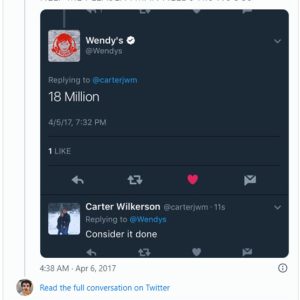 Wendy's
@Wendys
Replying to @carterjwm
18 Million
4/5/17, 7:32 PM
1 LIKE
Carter Wilkerson @carterjwm · 11s
Replying to @Wendys
Consider it done
4:38 AM · Apr 6, 2017
Read the full conversation on Twitter